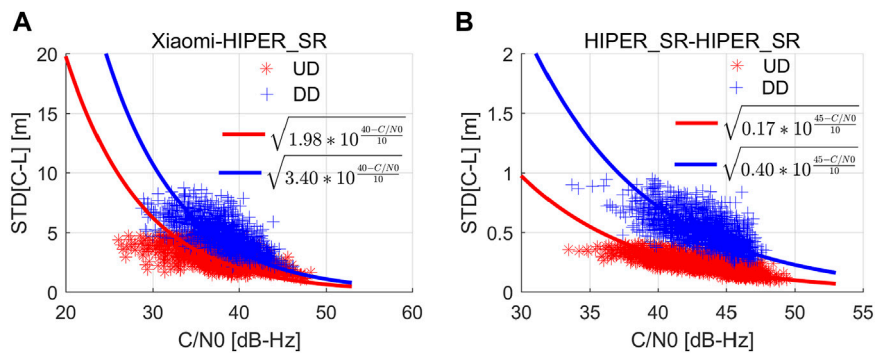 A
Xiaomi-HIPER_SR
STD[C-L] [m]
20
15
10
5
0
UD
DD
√(1.98 ∗ 10^((40−C/N0)/10))
√(3.40 ∗ 10^((40−C/N0)/10))
20 30 40 50 60
C/N0 [dB-Hz]
B
HIPER_SR-HIPER_SR
STD[C-L] [m]
2
1.5
1
0.5
0
UD
DD
√(0.17 ∗ 10^((45−C/N0)/10))
√(0.40 ∗ 10^((45−C/N0)/10))
30 35 40 45 50 55
C/N0 [dB-Hz]